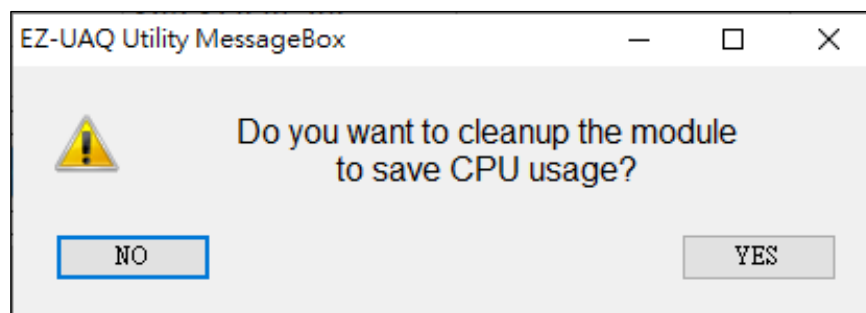 EZ-UAQ Utility MessageBox
Do you want to cleanup the module
to save CPU usage?
NO
YES